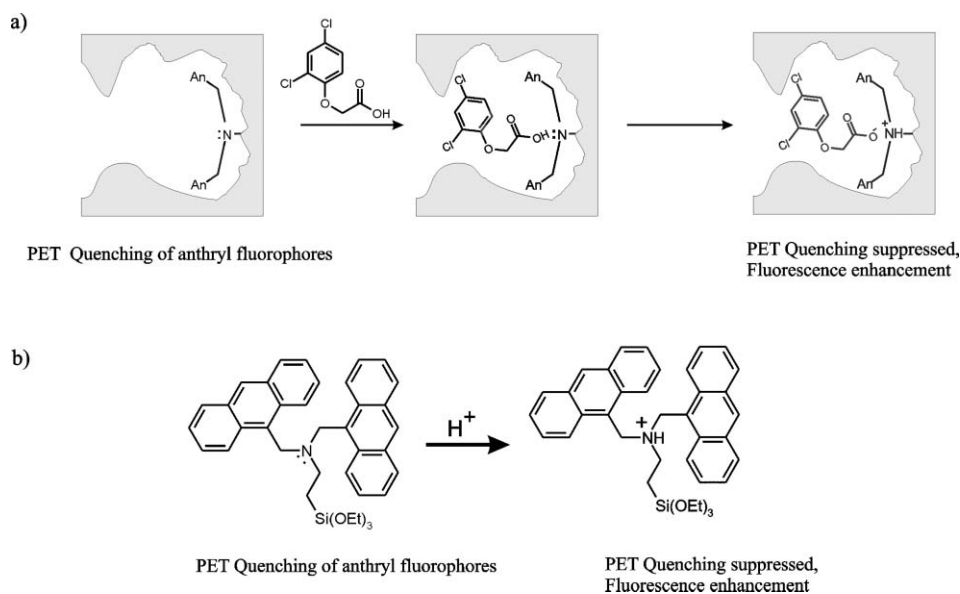 a)
Cl
Cl
O
O
OH
An
:N
An
An
Cl
Cl
O
O
OH
:N
An
An
Cl
Cl
O
O
O-
+
NH
An
PET Quenching of anthryl fluorophores
PET Quenching suppressed,
Fluorescence enhancement
b)
N
:
Si(OEt)3
H+
+
NH
Si(OEt)3
PET Quenching of anthryl fluorophores
PET Quenching suppressed,
Fluorescence enhancement